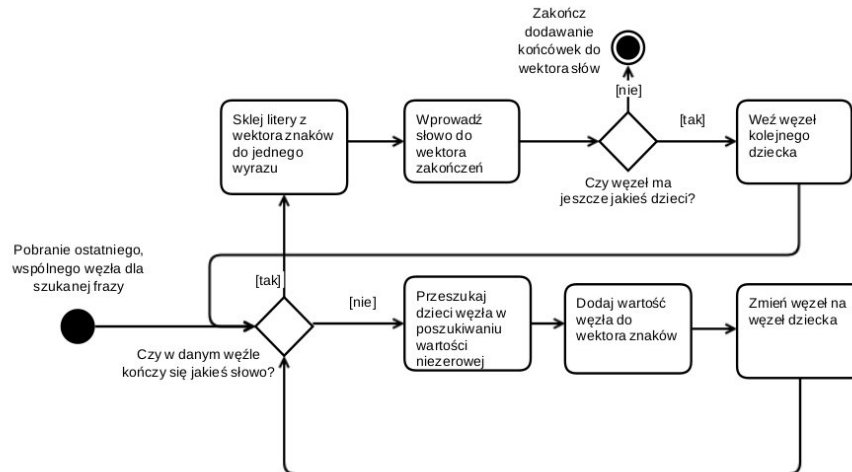 Zakończ
dodawanie
końcówek do
wektora słów
[nie]
Sklej litery z
wektora znaków
do jednego
wyrazu
Wprowadź
słowo do
wektora
zakończeń
[tak]
Weź węzeł
kolejnego
dziecka
Czy węzeł ma
jeszcze jakieś dzieci?
Pobranie ostatniego,
wspólnego węzła dla
szukanej frazy
[tak]
[nie]
Czy w danym węźle
kończy się jakieś słowo?
Przeszukaj
dzieci węzła w
poszukiwaniu
wartości
niezerowej
Dodaj wartość
węzła do
wektora znaków
Zmień węzeł na
węzeł dziecka